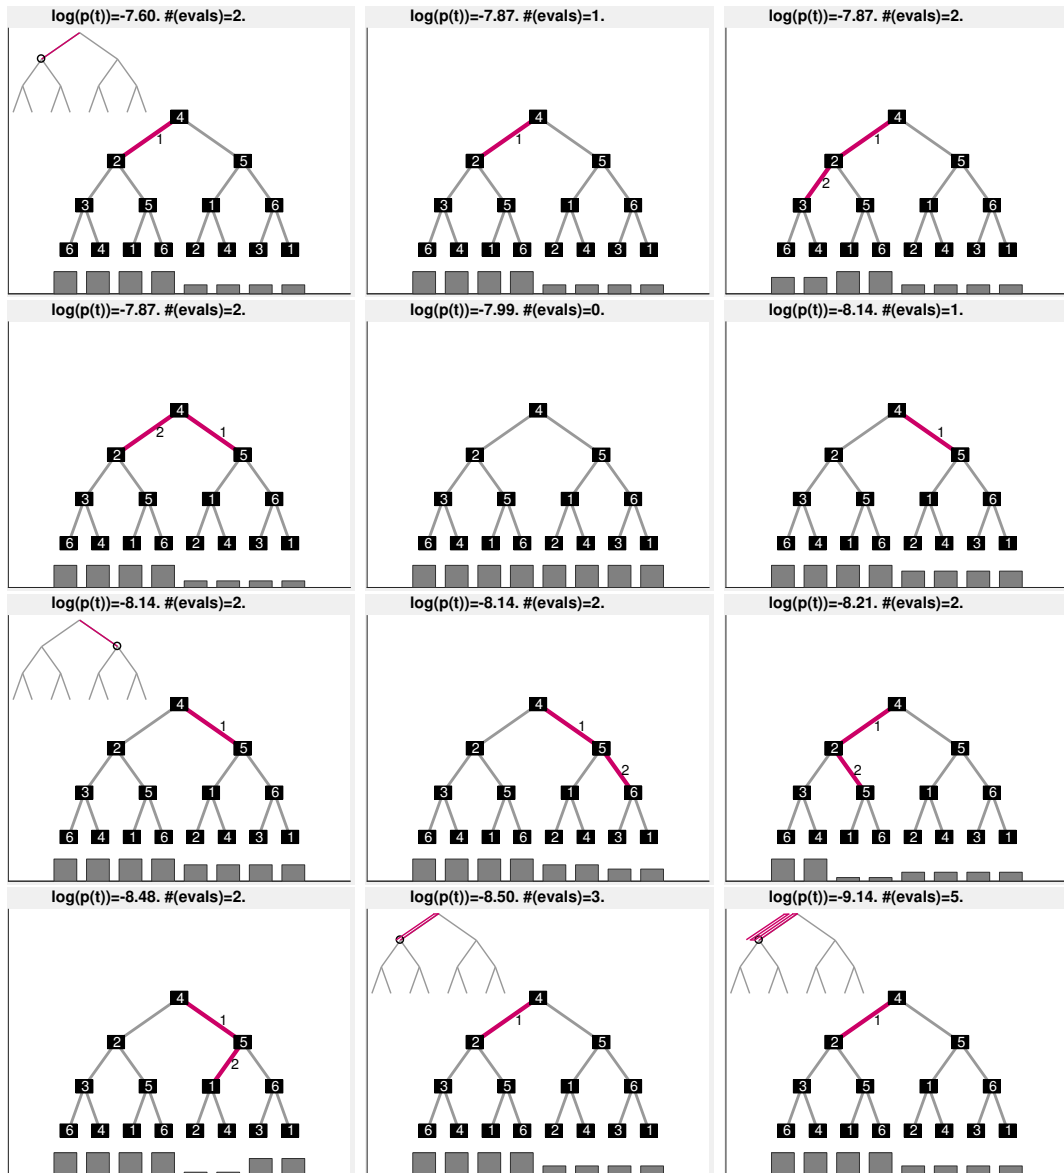 log(p(t))=-7.60. #(evals)=2. log(p(t))=-7.87. #(evals)=1. log(p(t))=-7.87. #(evals)=2.
4 4 4
1 1 1
2 5 2 5 2 5
2
3 5 1 6 3 5 1 6 3 5 1 6
6 4 1 6 2 4 3 1 6 4 1 6 2 4 3 1 6 4 1 6 2 4 3 1
log(p(t))=-7.87. #(evals)=2. log(p(t))=-7.99. #(evals)=0. log(p(t))=-8.14. #(evals)=1.
4 4 4
2 1 1
2 5 2 5 2 5
3 5 1 6 3 5 1 6 3 5 1 6
6 4 1 6 2 4 3 1 6 4 1 6 2 4 3 1 6 4 1 6 2 4 3 1
log(p(t))=-8.14. #(evals)=2. log(p(t))=-8.14. #(evals)=2. log(p(t))=-8.21. #(evals)=2.
4 4 4
1 1 1
2 5 2 5 2 5
2 2
3 5 1 6 3 5 1 6 3 5 1 6
6 4 1 6 2 4 3 1 6 4 1 6 2 4 3 1 6 4 1 6 2 4 3 1
log(p(t))=-8.48. #(evals)=2. log(p(t))=-8.50. #(evals)=3. log(p(t))=-9.14. #(evals)=5.
4 4 4
1 1 1
2 5 2 5 2 5
2
3 5 1 6 3 5 1 6 3 5 1 6
6 4 1 6 2 4 3 1 6 4 1 6 2 4 3 1 6 4 1 6 2 4 3 1